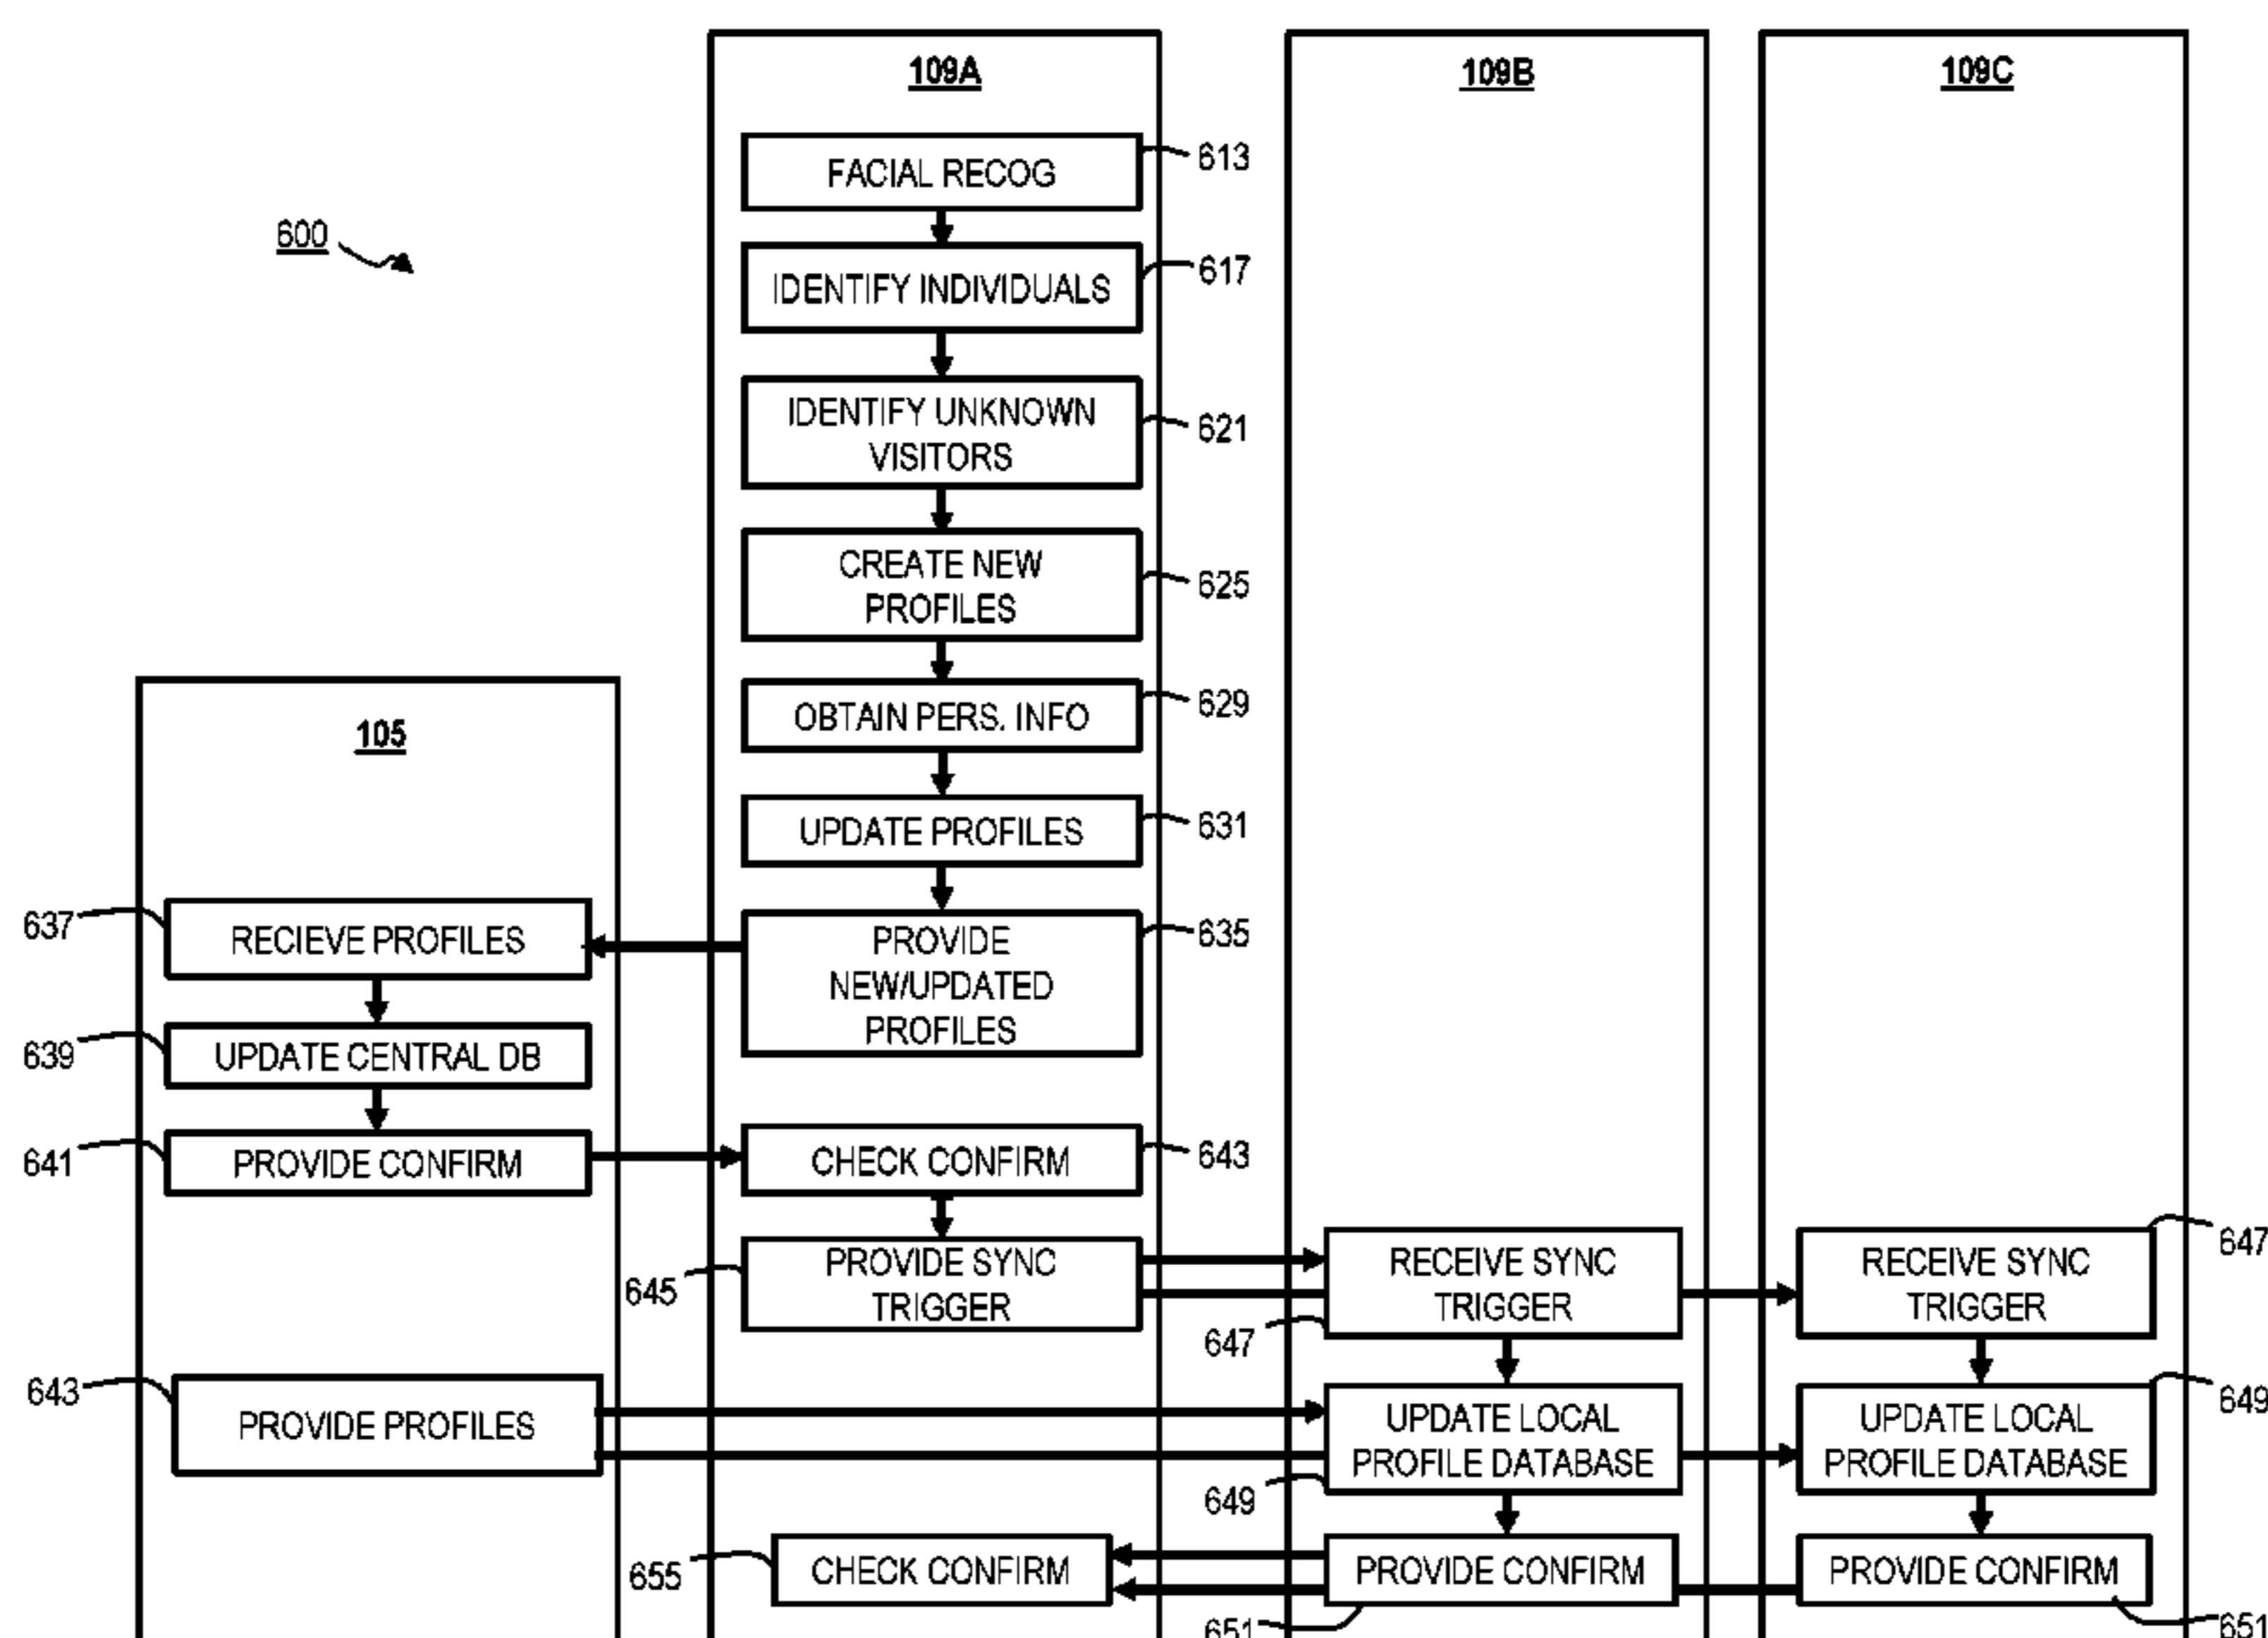 109A
109B
109C
FACIAL RECOG
613
600
IDENTIFY INDIVIDUALS
617
IDENTIFY UNKNOWN
VISITORS
621
CREATE NEW
PROFILES
625
105
OBTAIN PERS. INFO
629
UPDATE PROFILES
631
637
RECIEVE PROFILES
PROVIDE
NEW/UPDATED
PROFILES
635
639
UPDATE CENTRAL DB
641
PROVIDE CONFIRM
CHECK CONFIRM
643
645
PROVIDE SYNC
TRIGGER
RECEIVE SYNC
TRIGGER
647
RECEIVE SYNC
TRIGGER
647
643
PROVIDE PROFILES
UPDATE LOCAL
PROFILE DATABASE
649
UPDATE LOCAL
PROFILE DATABASE
649
655
CHECK CONFIRM
PROVIDE CONFIRM
651
PROVIDE CONFIRM
651